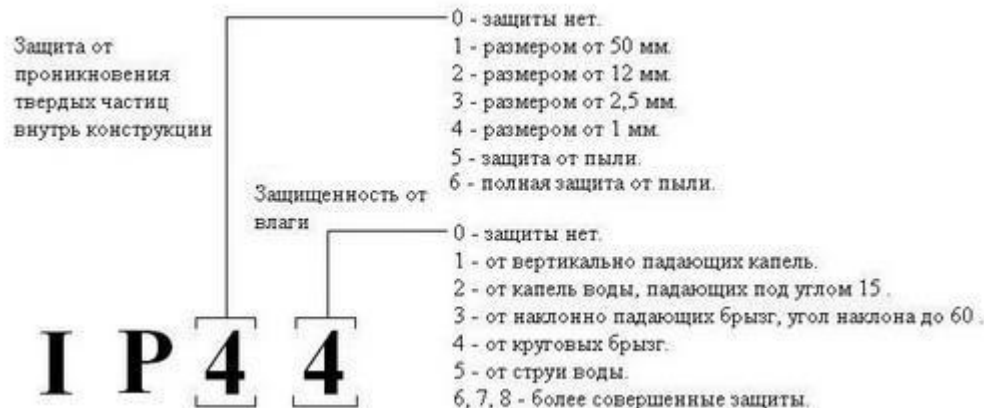 Защита от
проникновения
твердых частиц
внутрь конструкции
0 - защиты нет.
1 - размером от 50 мм.
2 - размером от 12 мм.
3 - размером от 2,5 мм.
4 - размером от 1 мм.
5 - защита от пыли.
6 - полная защита от пыли.
Защищенность от
влаги
0 - защиты нет.
1 - от вертикально падающих капель.
2 - от капель воды, падающих под углом 15 .
3 - от наклонно падающих брызг, угол наклона до 60 .
4 - от круговых брызг.
5 - от струи воды.
6, 7, 8 - более совершенные защиты.
I P 4 4